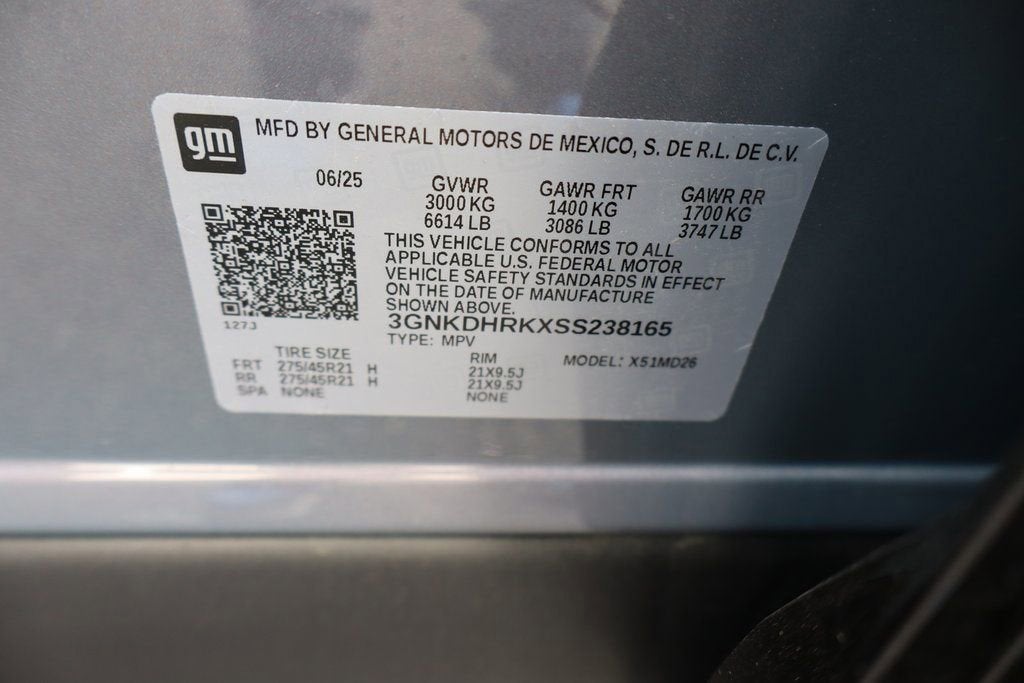 gm MFD BY GENERAL MOTORS DE MEXICO, S. DE R.L. DE C.V.
06/25 GVWR GAWR FRT GAWR RR
3000 KG 1400 KG 1700 KG
6614 LB 3086 LB 3747 LB
THIS VEHICLE CONFORMS TO ALL
APPLICABLE U.S. FEDERAL MOTOR
VEHICLE SAFETY STANDARDS IN EFFECT
ON THE DATE OF MANUFACTURE
SHOWN ABOVE.
127J
3GNKDHRKXSS238165
TYPE: MPV
TIRE SIZE RIM MODEL: X51MD26
FRT 275/45R21 H 21X9.5J
RR 275/45R21 H 21X9.5J
SPA NONE NONE